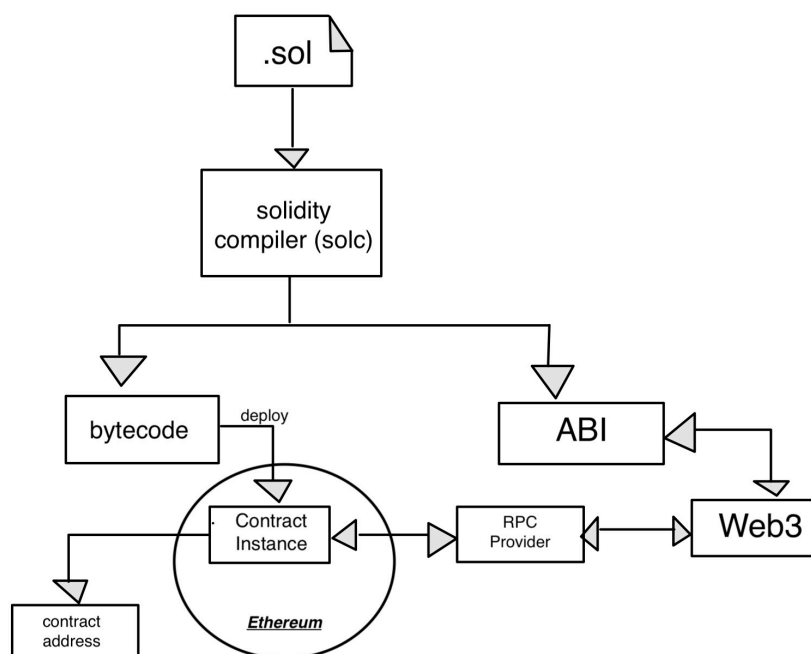 .sol
solidity
compiler (solc)
bytecode
deploy
ABI
Contract
Instance
RPC
Provider
Web3
Ethereum
contract
address